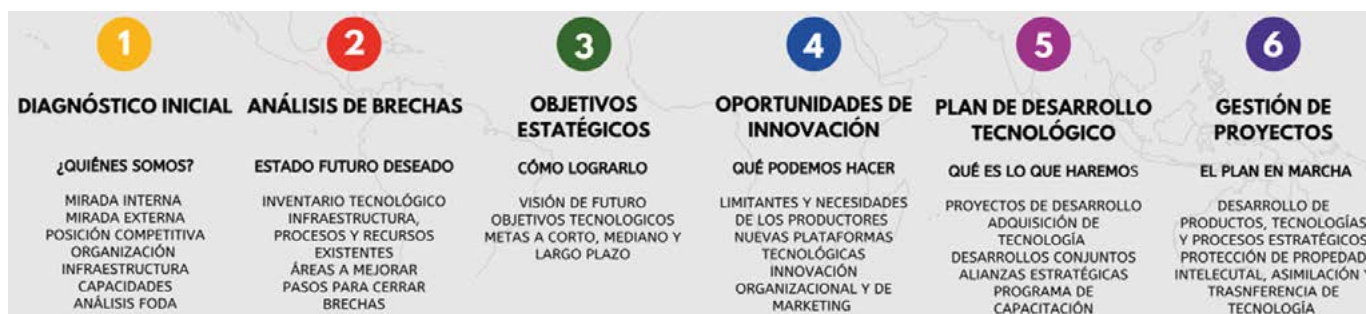 1
DIAGNÓSTICO INICIAL
¿QUIÉNES SOMOS?
MIRADA INTERNA
MIRADA EXTERNA
POSICIÓN COMPETITIVA
ORGANIZACIÓN
INFRAESTRUCTURA
CAPACIDADES
ANÁLISIS FODA
2
ANÁLISIS DE BRECHAS
ESTADO FUTURO DESEADO
INVENTARIO TECNOLÓGICO
INFRAESTRUCTURA,
PROCESOS Y RECURSOS
EXISTENTES
ÁREAS A MEJORAR
PASOS PARA CERRAR
BRECHAS
3
OBJETIVOS
ESTATÉGICOS
CÓMO LOGRARLO
VISIÓN DE FUTURO
OBJETIVOS TECNOLOGICOS
METAS A CORTO, MEDIANO Y
LARGO PLAZO
4
OPORTUNIDADES DE
INNOVACIÓN
QUÉ PODEMOS HACER
LIMITANTES Y NECESIDADES
DE LOS PRODUCTORES
NUEVAS PLATAFORMAS
TECNOLÓGICAS
INNOVACIÓN
ORGANIZACIONAL Y DE
MARKETING
5
PLAN DE DESARROLLO
TECNOLÓGICO
QUÉ ES LO QUE HAREMOS
PROYECTOS DE DESARROLLO
ADQUISICIÓN DE
TECNOLOGÍA
DESARROLLOS CONJUNTOS
ALIANZAS ESTRATÉGICAS
PROGRAMA DE
CAPACITACIÓN
6
GESTIÓN DE
PROYECTOS
EL PLAN EN MARCHA
DESARROLLO DE
PRODUCTOS, TECNOLOGÍAS
Y PROCESOS ESTRATÉGICOS
PROTECCIÓN DE PROPEDAD
INTELECUTAL, ASIMILACIÓN Y
TRASNFERENCIA DE
TECNOLOGÍA